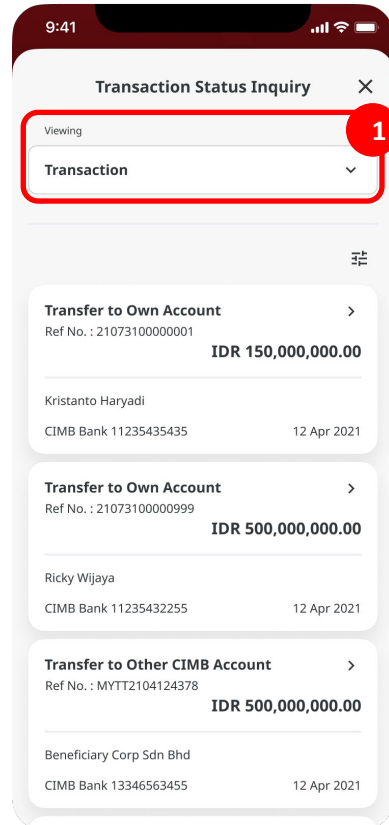 9:41
Transaction Status Inquiry
Viewing
1
Transaction
Transfer to Own Account
Ref No. : 21073100000001
IDR 150,000,000.00
Kristanto Haryadi
CIMB Bank 11235435435 12 Apr 2021
Transfer to Own Account
Ref No. : 21073100000999
IDR 500,000,000.00
Ricky Wijaya
CIMB Bank 11235432255 12 Apr 2021
Transfer to Other CIMB Account
Ref No. : MYTT2104124378
IDR 500,000,000.00
Beneficiary Corp Sdn Bhd
CIMB Bank 13346563455 12 Apr 2021